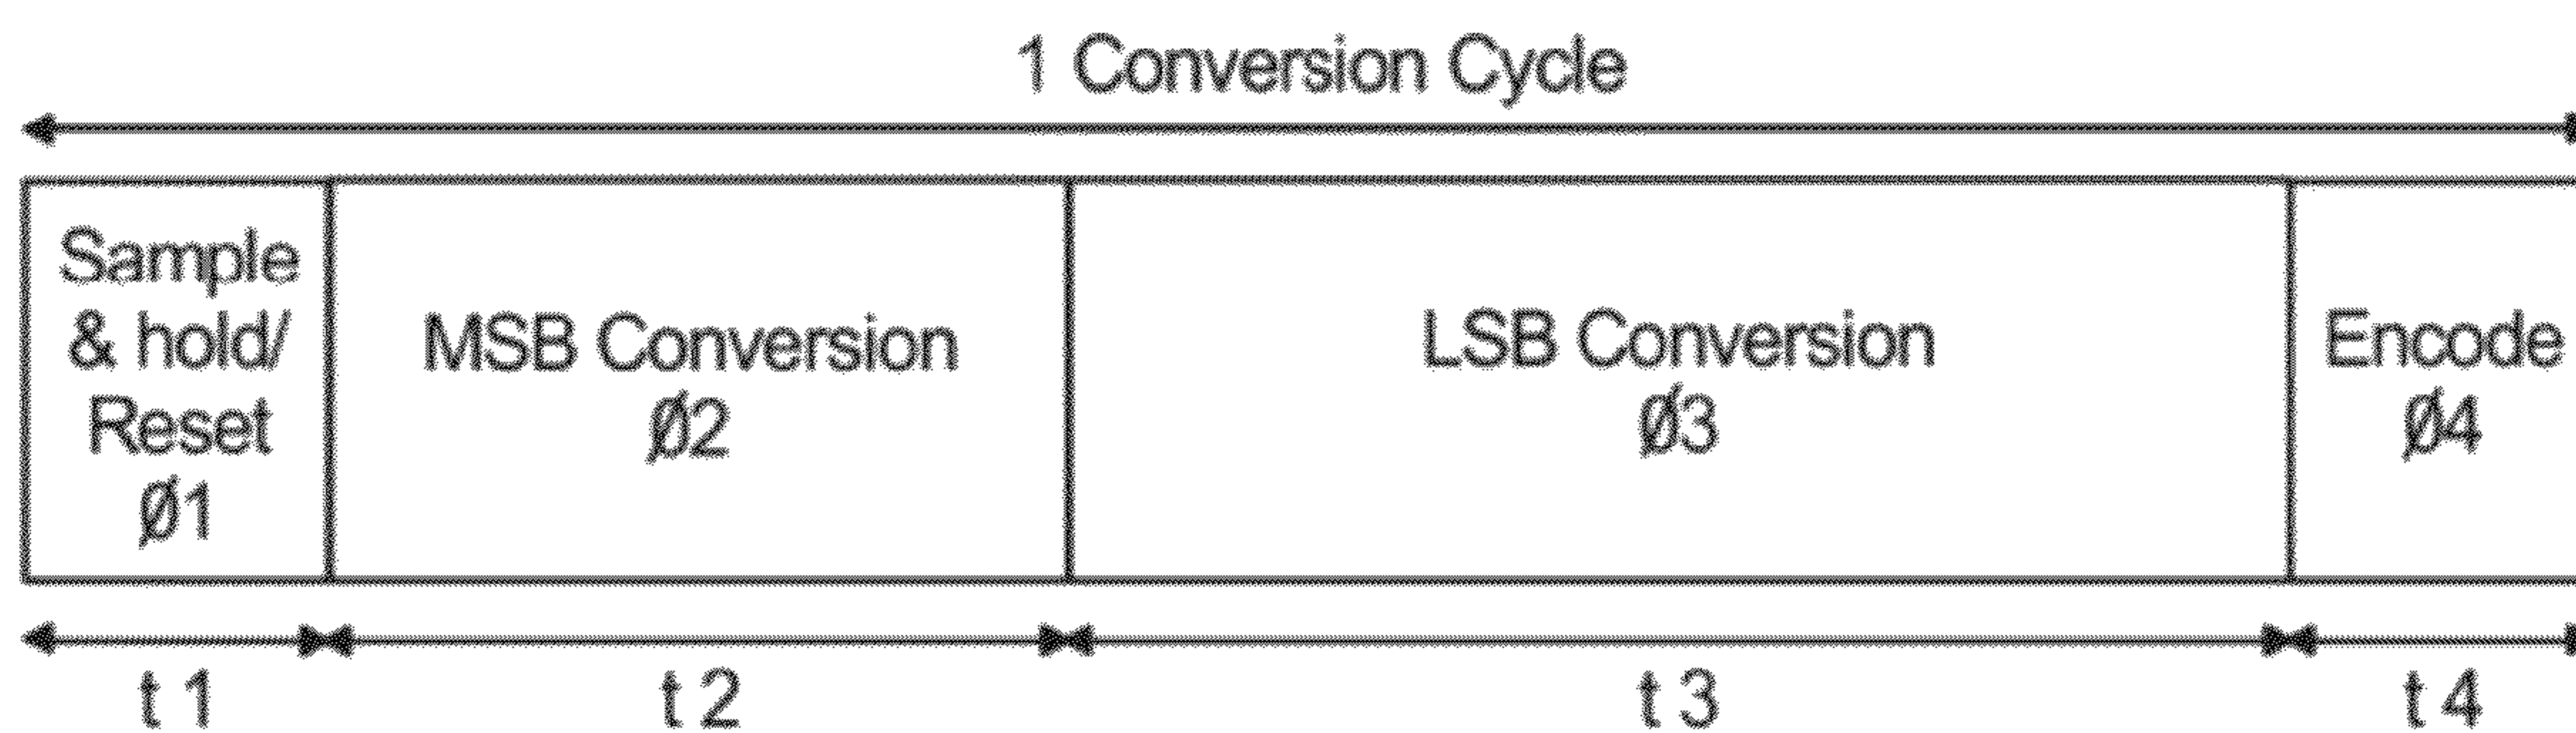 1 Conversion Cycle
Sample
& hold/
Reset
Ø1
MSB Conversion
Ø2
LSB Conversion
Ø3
Encode
Ø4
t 1
t 2
t 3
t 4